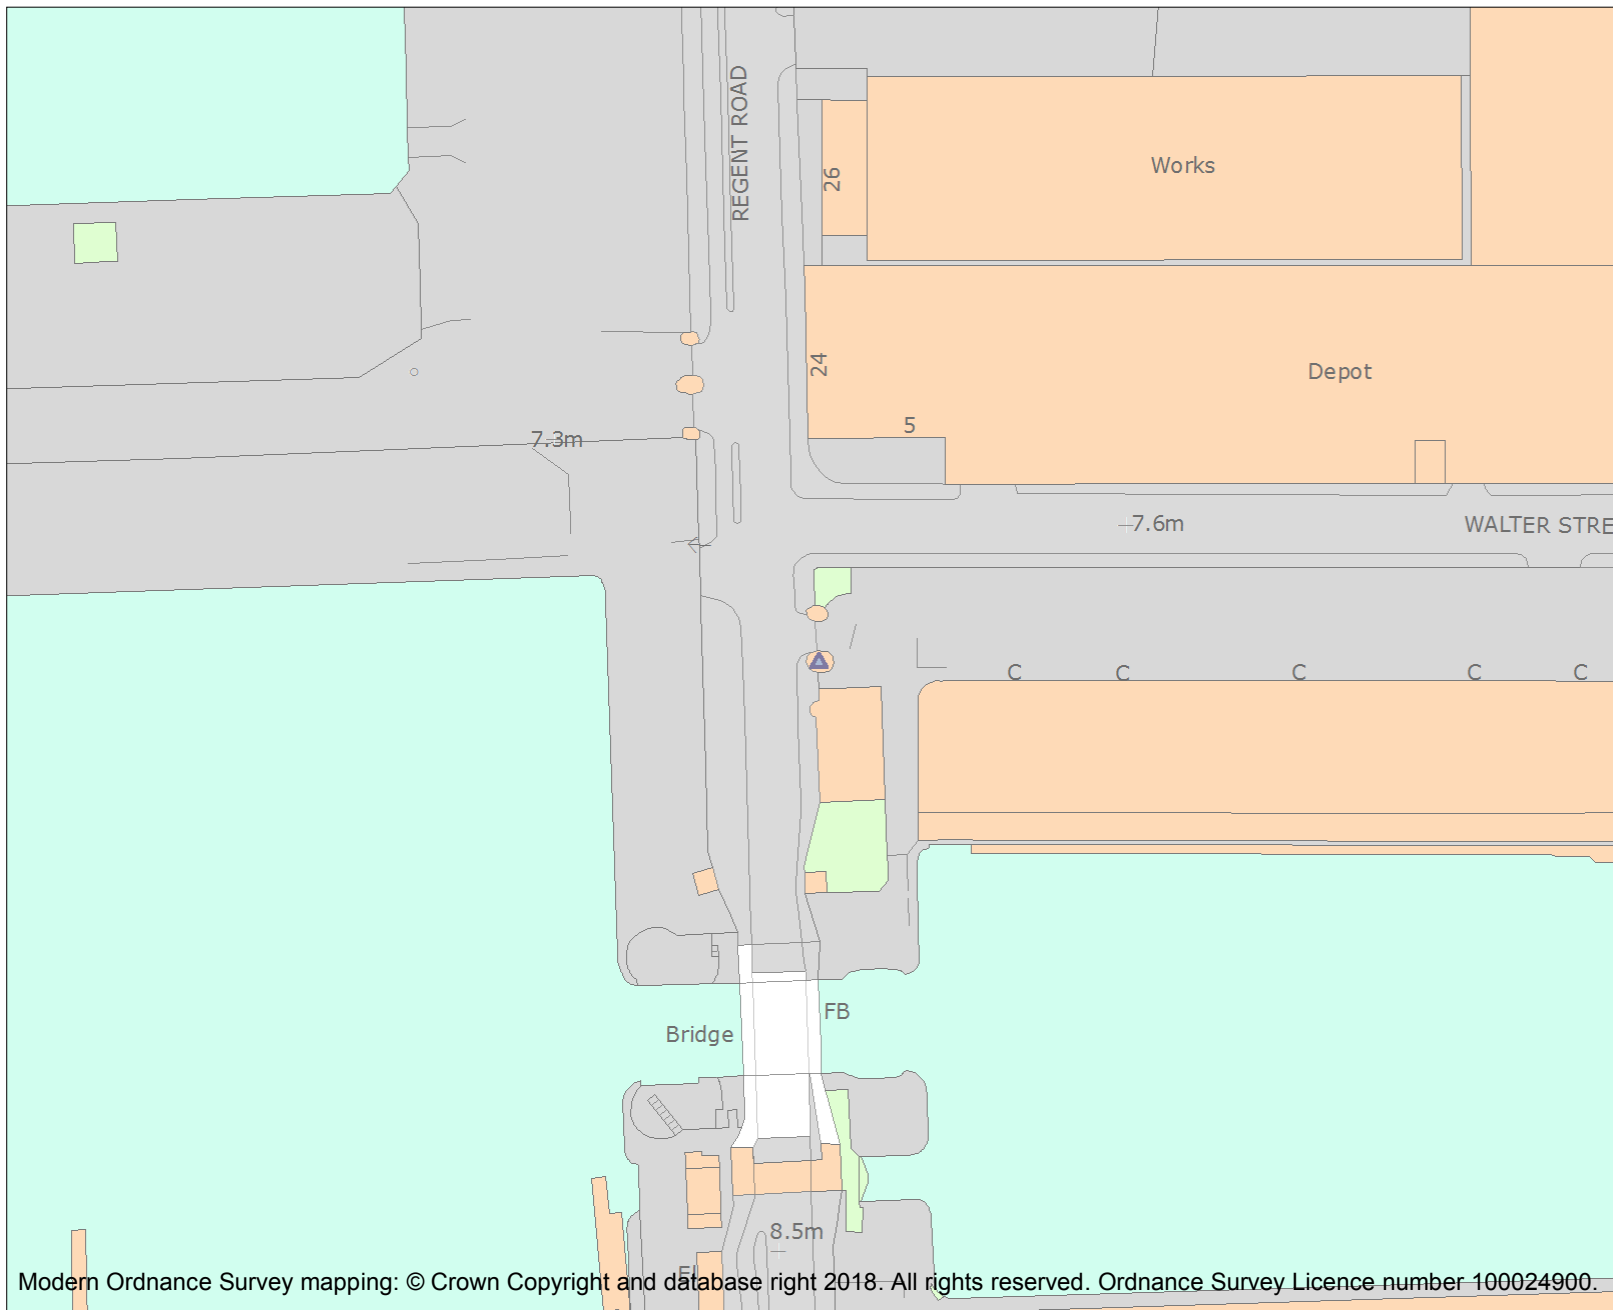 REGENT ROAD
26
Works
24
Depot
5
7.3m
7.6m
WALTER STRE
C C C C C
FB
Bridge
8.5m
El
Modern Ordnance Survey mapping: © Crown Copyright and database right 2018. All rights reserved. Ordnance Survey Licence number 100024900.